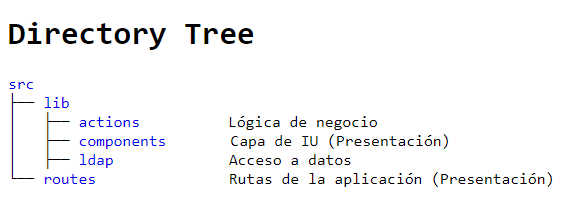 Directory Tree
src
├── lib
│   ├── actions          Lógica de negocio
│   ├── components       Capa de IU (Presentación)
│   ├── ldap             Acceso a datos
└── routes               Rutas de la aplicación (Presentación)